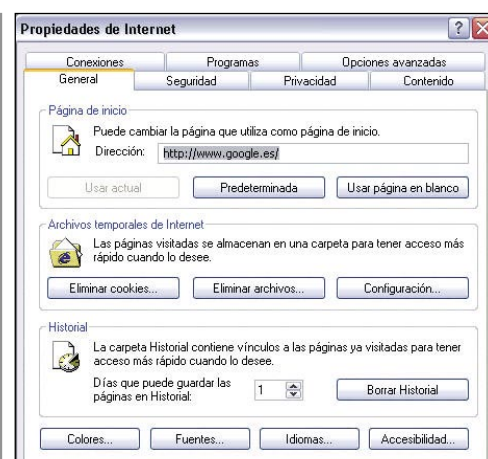 Propiedades de Internet
Conexiones Programas Opciones avanzadas
General Seguridad Privacidad Contenido
Página de inicio
Puede cambiar la página que utiliza como página de inicio.
Dirección: http://www.google.es/
Usar actual Predeterminada Usar página en blanco
Archivos temporales de Internet
Las páginas visitadas se almacenan en una carpeta para tener acceso más
rápido cuando lo desee.
Eliminar cookies... Eliminar archivos... Configuración...
Historial
La carpeta Historial contiene vínculos a las páginas ya visitadas para tener
acceso más rápido cuando lo desee.
Días que puede guardar las
páginas en Historial: 1 Borrar Historial
Colores... Fuentes... Idiomas... Accesibilidad...